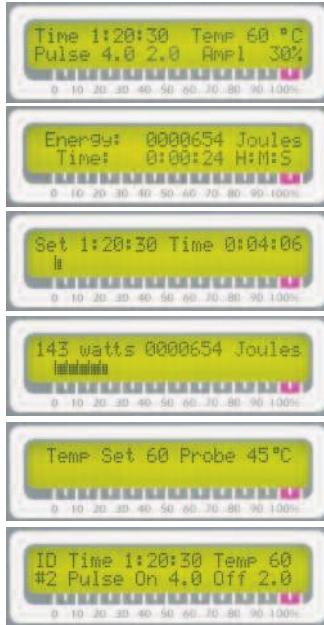 Time 1:20:30 Temp 60 °C
Pulse 4.0 2.0 Ampl 30%
0 10 20 30 40 50 60 70 80 90 100%
Energy: 0000654 Joules
Time: 0:00:24 H:M:S
0 10 20 30 40 50 60 70 80 90 100%
Set 1:20:30 Time 0:04:06
0 10 20 30 40 50 60 70 80 90 100%
143 watts 0000654 Joules
0 10 20 30 40 50 60 70 80 90 100%
Temp Set 60 Probe 45°C
0 10 20 30 40 50 60 70 80 90 100%
ID Time 1:20:30 Temp 60
#2 Pulse On 4.0 Off 2.0
0 10 20 30 40 50 60 70 80 90 100%